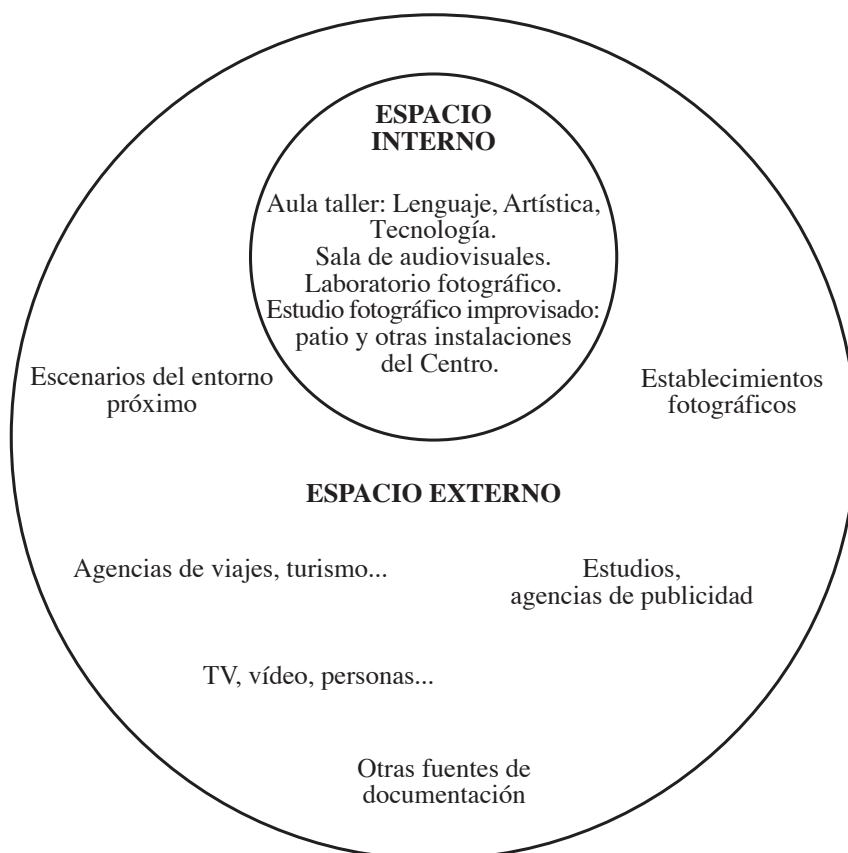 ESPACIO
INTERNO
Aula taller: Lenguaje, Artística,
Tecnología.
Sala de audiovisuales.
Laboratorio fotográfico.
Estudio fotográfico improvisado:
patio y otras instalaciones
del Centro.
Escenarios del entorno
próximo
Establecimientos
fotográficos
ESPACIO EXTERNO
Agencias de viajes, turismo...
Estudios,
agencias de publicidad
TV, vídeo, personas...
Otras fuentes de
documentación